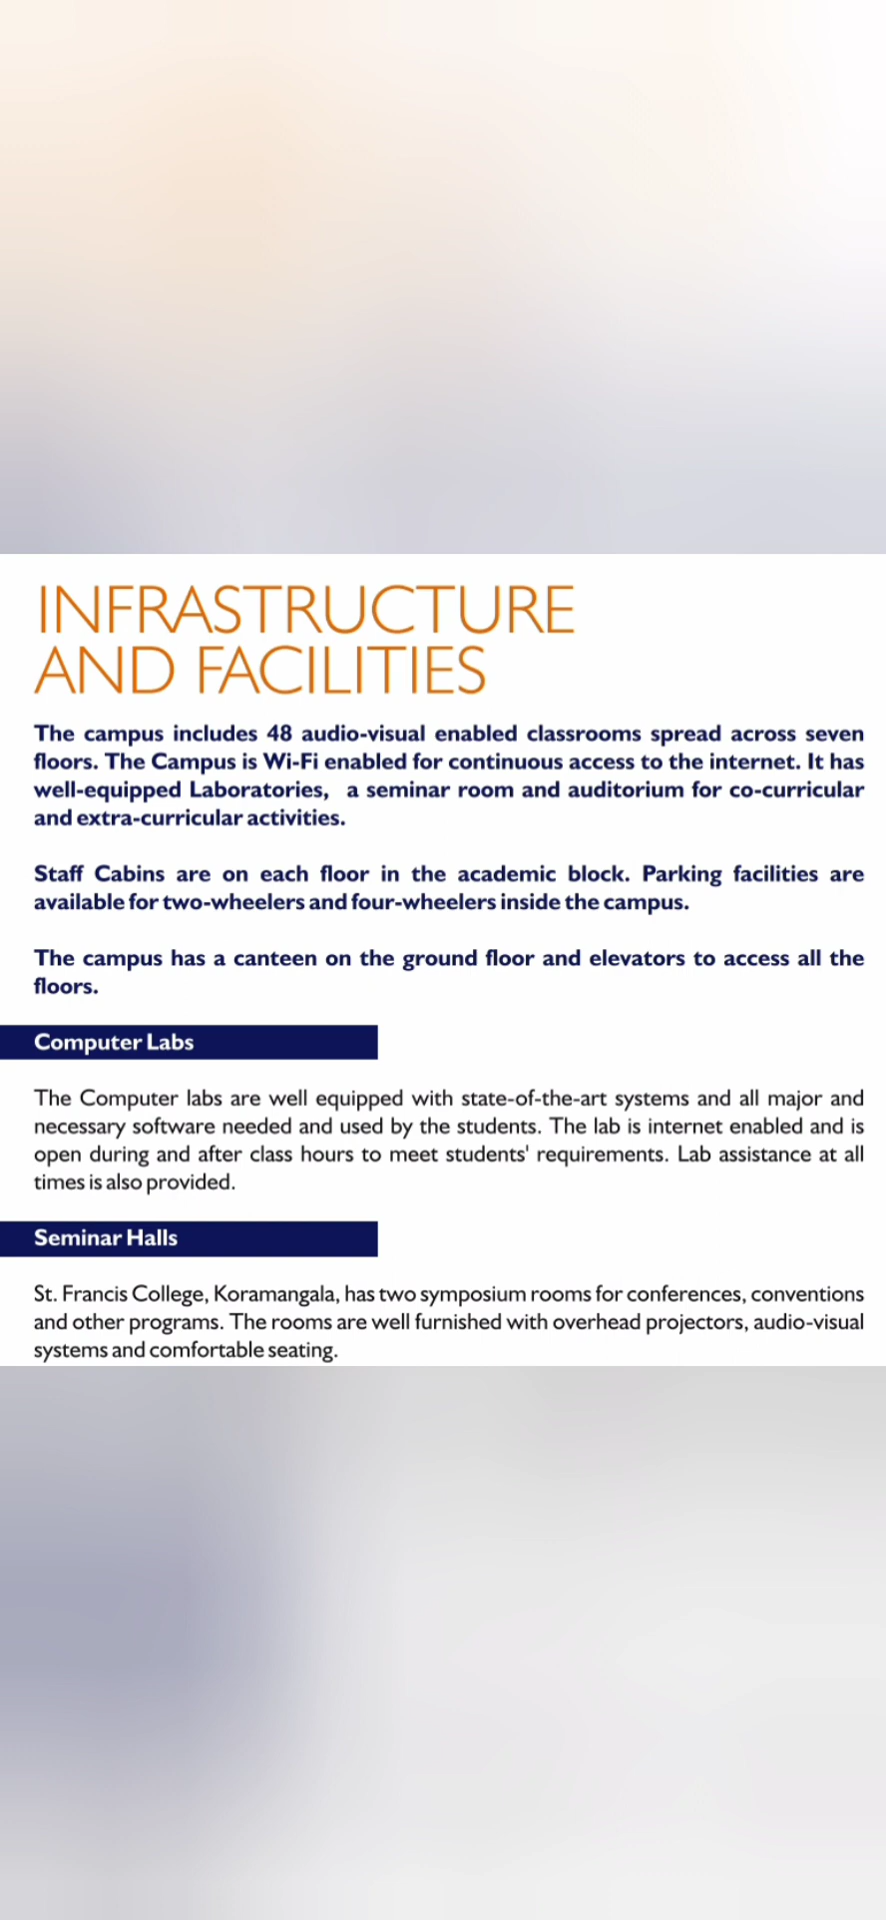 INFRASTRUCTURE
AND FACILITIES
The campus includes 48 audio-visual enabled classrooms spread across seven
floors. The Campus is Wi-Fi enabled for continuous access to the internet. It has
well-equipped Laboratories, a seminar room and auditorium for co-curricular
and extra-curricular activities.
Staff Cabins are on each floor in the academic block. Parking facilities are
available for two-wheelers and four-wheelers inside the campus.
The campus has a canteen on the ground floor and elevators to access all the
floors.
Computer Labs
The Computer labs are well equipped with state-of-the-art systems and all major and
necessary software needed and used by the students. The lab is internet enabled and is
open during and after class hours to meet students' requirements. Lab assistance at all
times is also provided.
Seminar Halls
St. Francis College, Koramangala, has two symposium rooms for conferences, conventions
and other programs. The rooms are well furnished with overhead projectors, audio-visual
systems and comfortable seating.